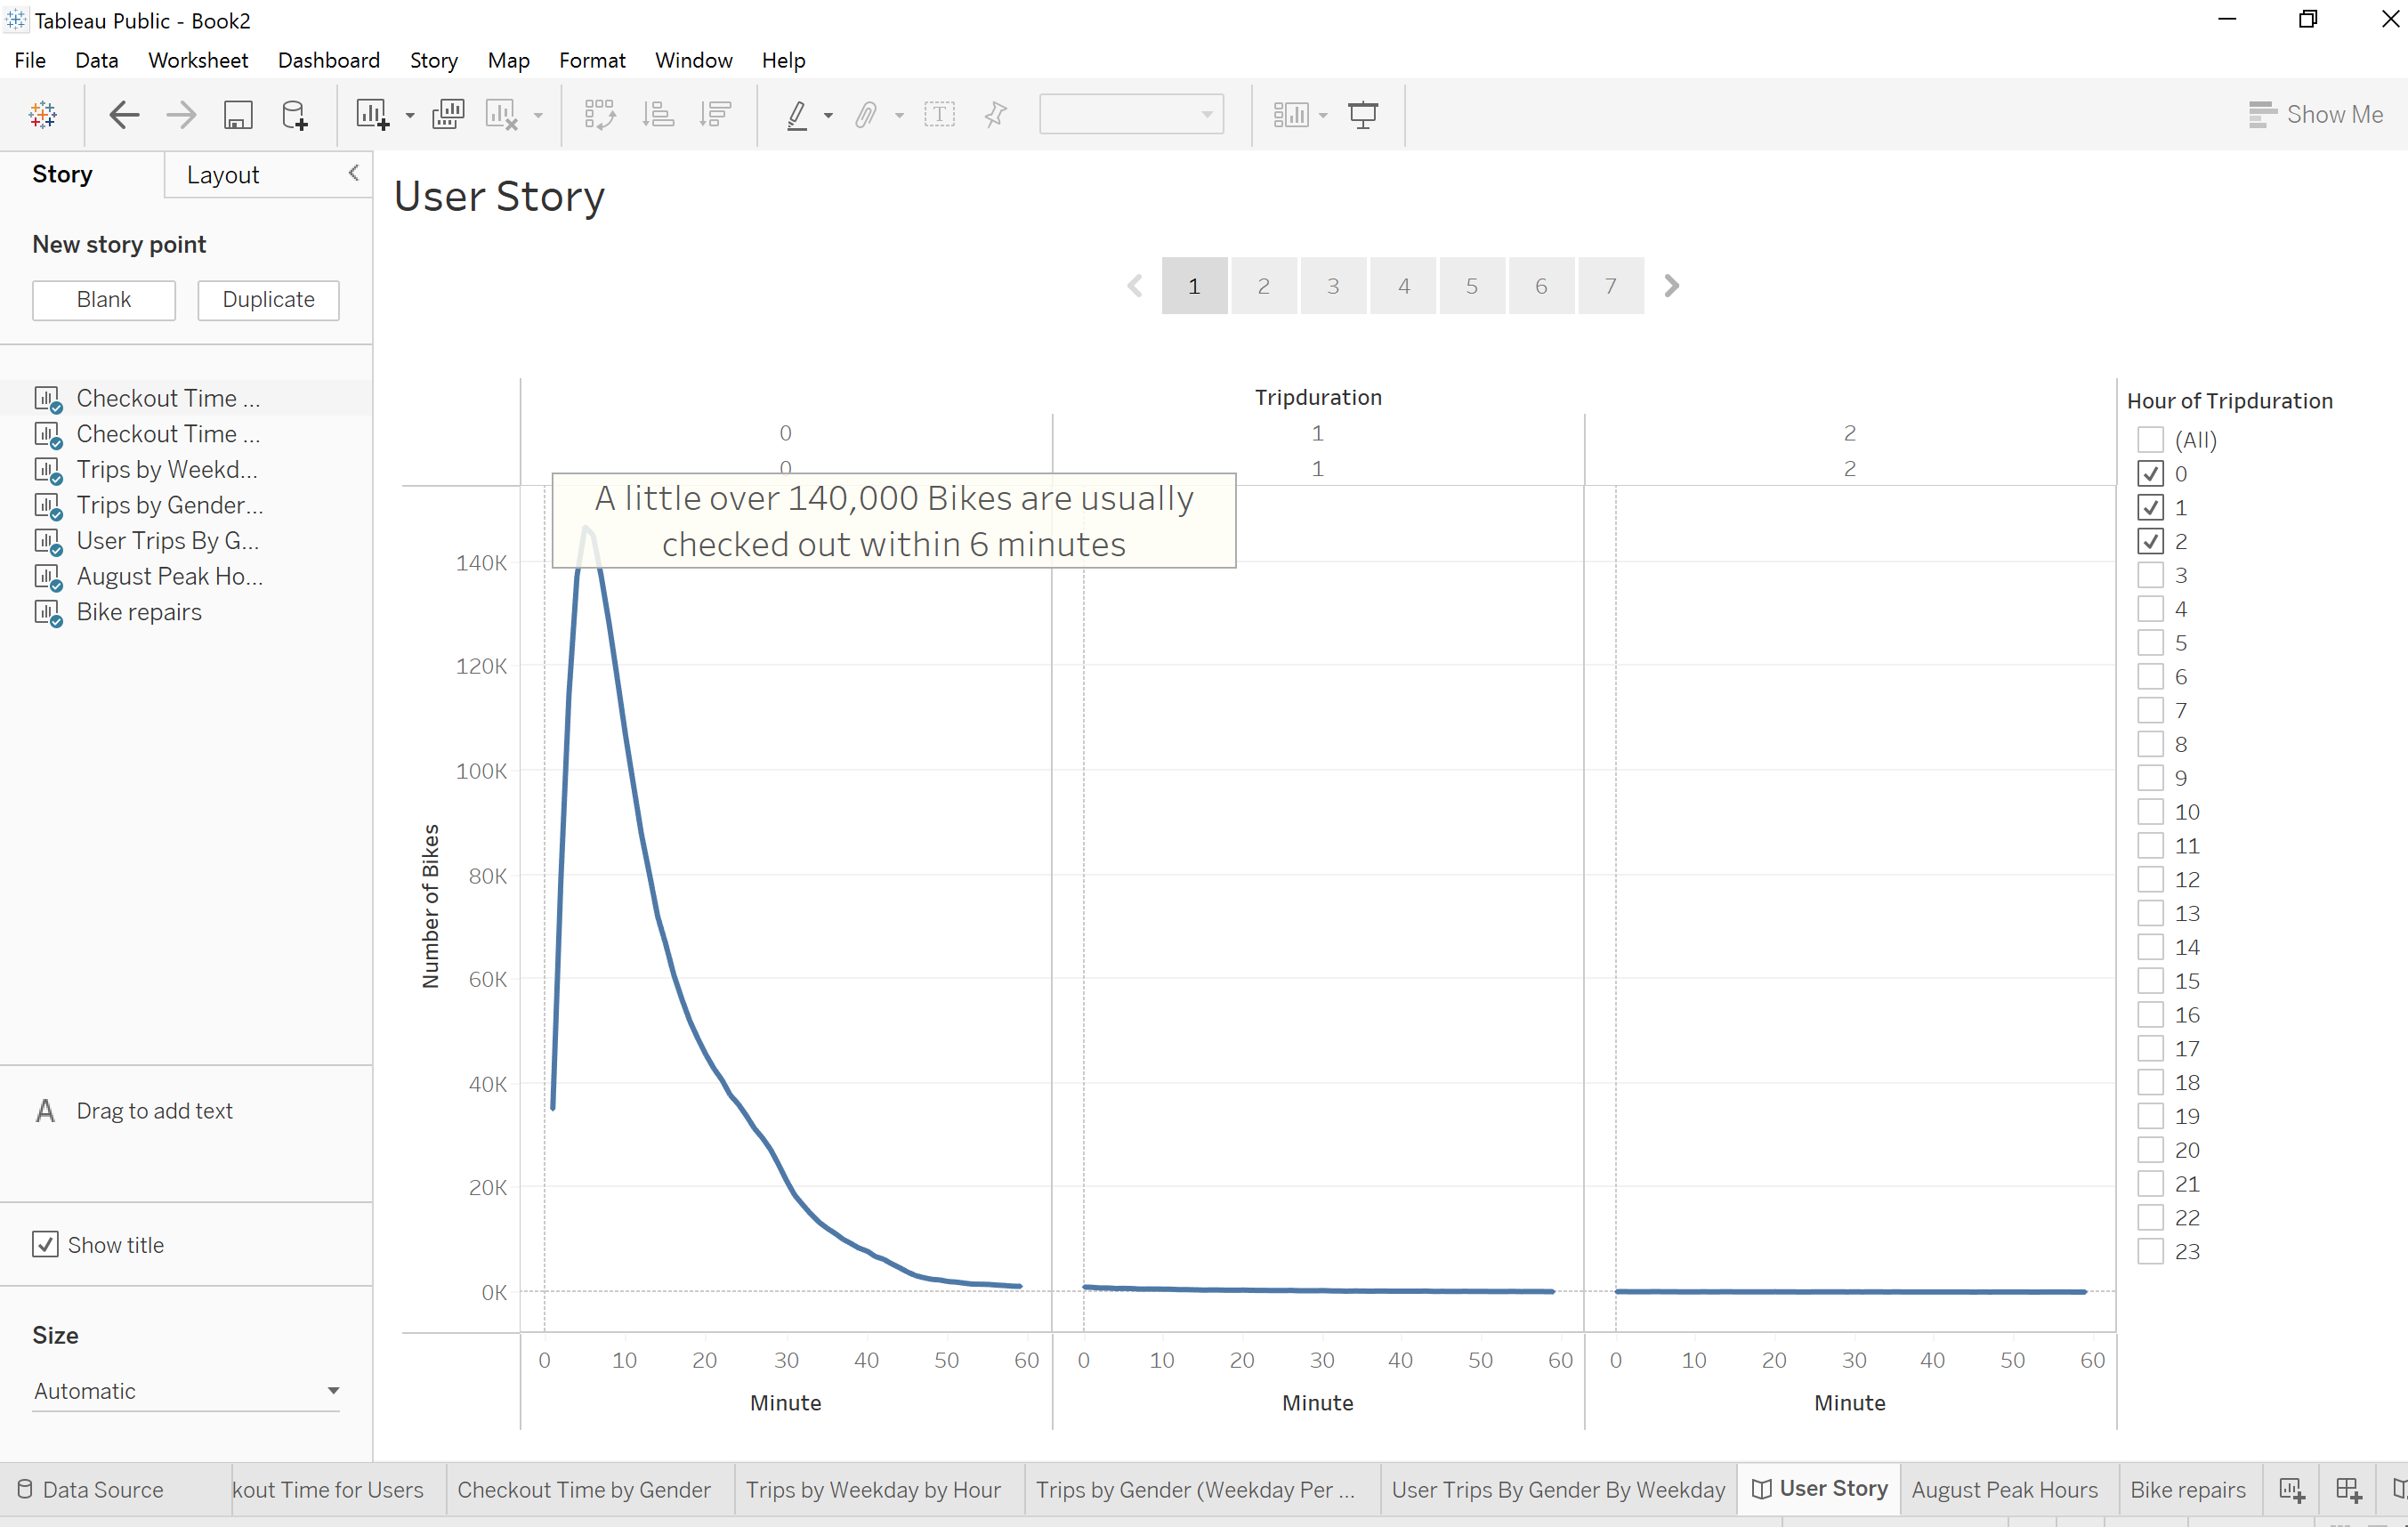 Tableau Public - Book2
File Data Worksheet Dashboard Story Map Format Window Help
Show Me
Story Layout
New story point
Blank Duplicate
Checkout Time ...
Checkout Time ...
Trips by Weekd...
Trips by Gender...
User Trips By G...
August Peak Ho...
Bike repairs
A Drag to add text
Show title
Size
Automatic
User Story
1 2 3 4 5 6 7
Tripduration
0 1 2
0 1 2
A little over 140,000 Bikes are usually
checked out within 6 minutes
Number of Bikes
140K
120K
100K
80K
60K
40K
20K
0K
0 10 20 30 40 50 60 0 10 20 30 40 50 60 0 10 20 30 40 50 60
Minute Minute Minute
Hour of Tripduration
(All)
0
1
2
3
4
5
6
7
8
9
10
11
12
13
14
15
16
17
18
19
20
21
22
23
Data Source kout Time for Users Checkout Time by Gender Trips by Weekday by Hour Trips by Gender (Weekday Per ... User Trips By Gender By Weekday User Story August Peak Hours Bike repairs